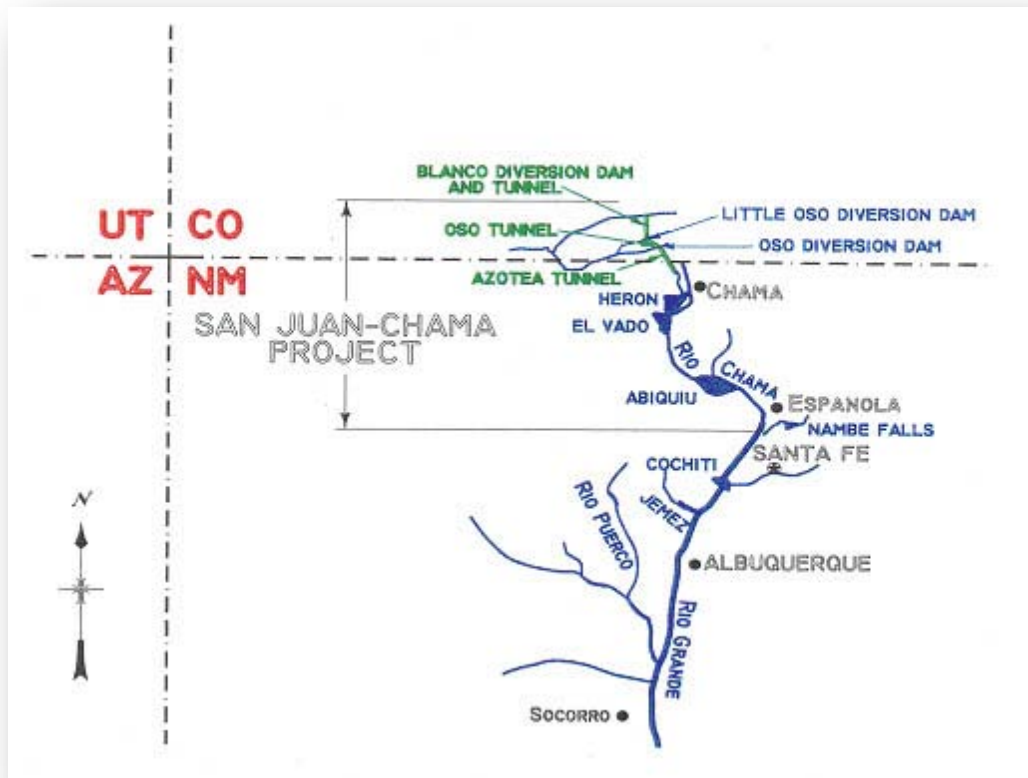 BLANCO DIVERSION DAM
AND TUNNEL
UT CO
LITTLE OSO DIVERSION DAM
OSO TUNNEL
OSO DIVERSION DAM
AZ NM
AZOTEA TUNNEL
HERON
CHAMA
SAN JUAN-CHAMA
PROJECT
EL VADO
RIO
CHAMA
ABIQUIU
ESPANOLA
NAMBE FALLS
SANTA FE
COCHITI
N
RIO PUERCO
JEMEZ
ALBUQUERQUE
RIO GRANDE
SOCORRO